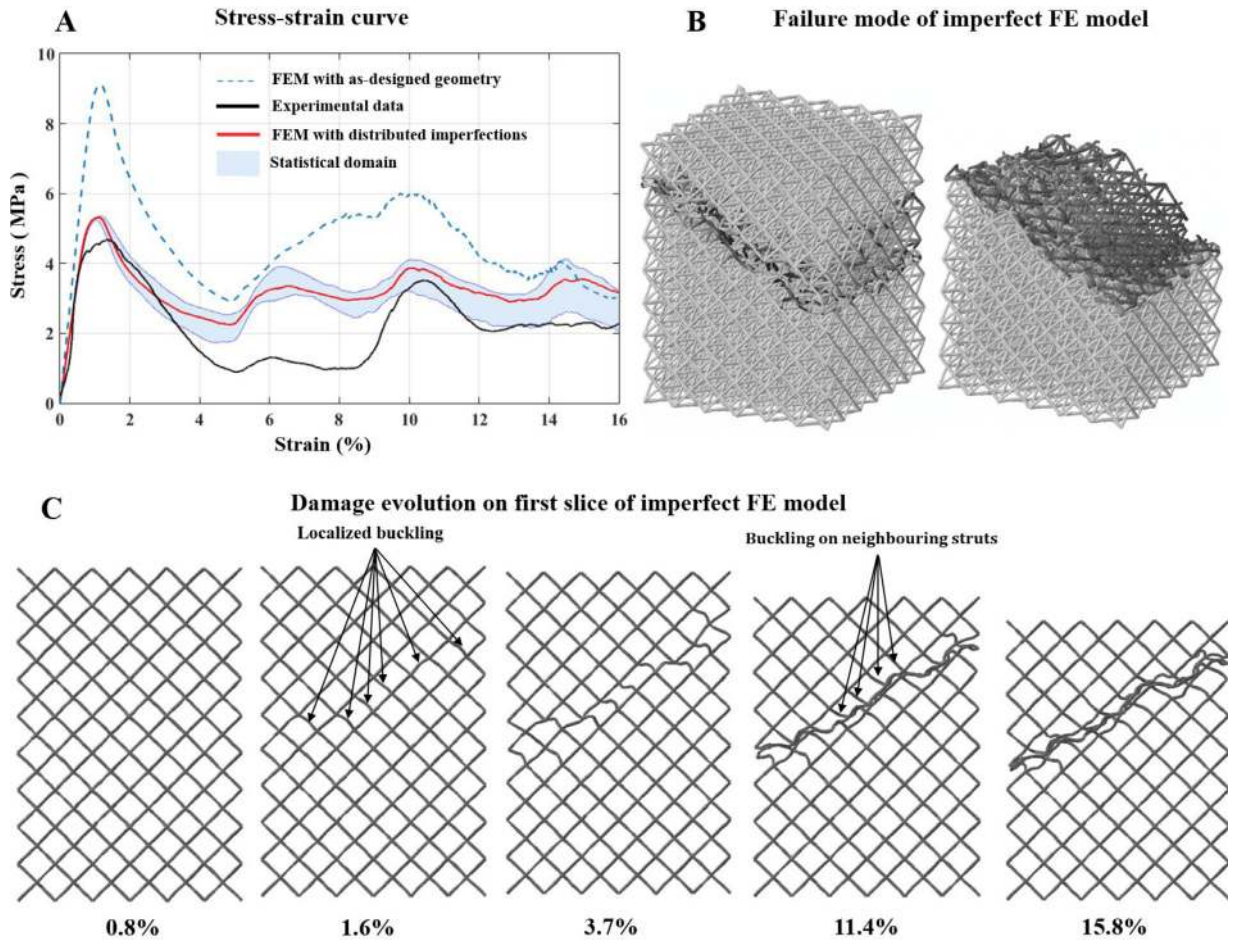 A
Stress-strain curve
B
Failure mode of imperfect FE model
10
8
6
4
2
0
Stress ( MPa)
FEM with as-designed geometry
Experimental data
FEM with distributed imperfections
Statistical domain
0 2 4 6 8 10 12 14 16
Strain (%)
C
Damage evolution on first slice of imperfect FE model
Localized buckling
Buckling on neighbouring struts
0.8% 1.6% 3.7% 11.4% 15.8%